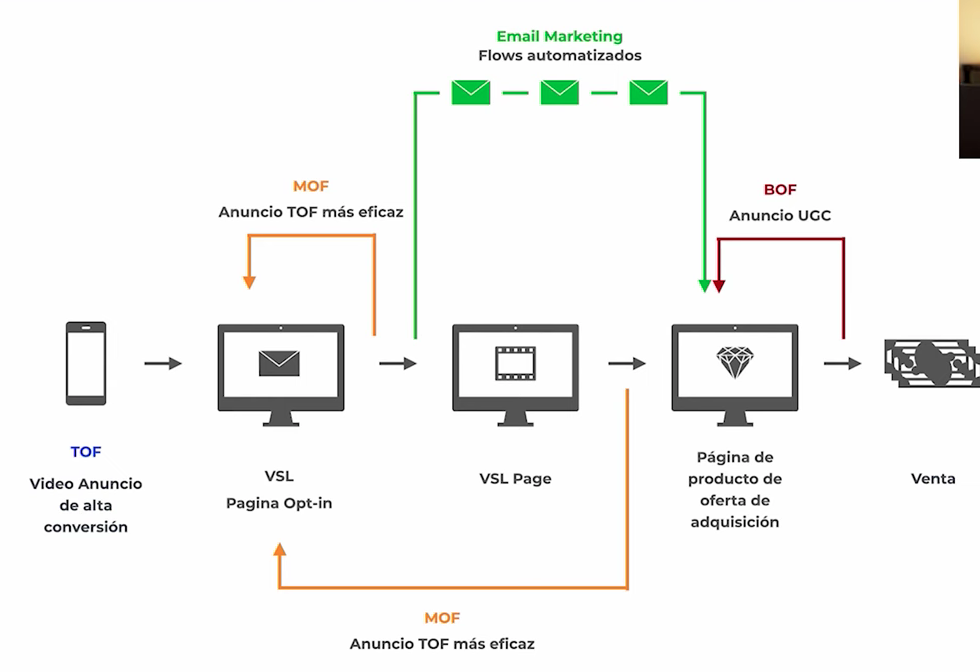 Email Marketing
Flows automatizados
MOF
Anuncio TOF más eficaz
BOF
Anuncio UGC
TOF
Video Anuncio
de alta
conversión
VSL
Pagina Opt-in
VSL Page
Página de
producto de
oferta de
adquisición
Venta
MOF
Anuncio TOF más eficaz